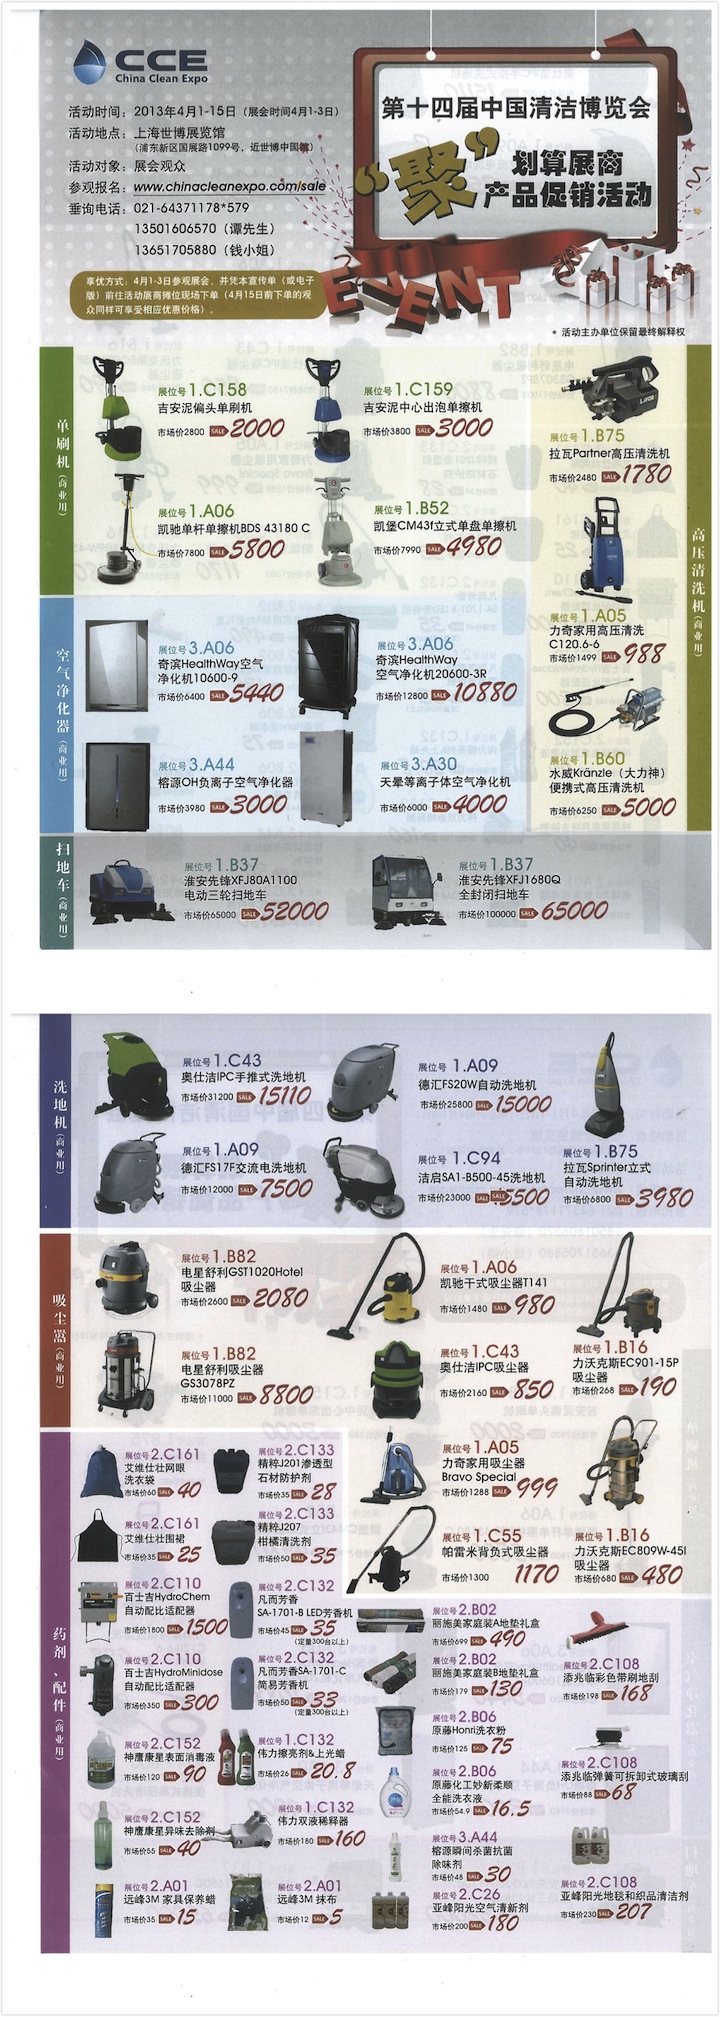 CCE
China Clean Expo
活动时间：2013年4月1-15日（展会时间4月1-3日）
活动地点：上海世博展览馆
（浦东新区国展路1099号，近世博中国馆）
活动对象：展会观众
参观报名：www.chinacleanexpo.com/sale
垂询电话：021-64371178*579
13501606570（谭先生）
13651705880（钱小姐）
享优方式：4月1-3日参观展会，并凭本宣传单（或电子
版）前往活动展商摊位现场下单（4月15日前下单的观
众同样可享受相应优惠价格）。
第十四届中国清洁博览会
“聚”划算展商
产品促销活动
EVENT
* 活动主办单位保留最终解释权
单刷机（商业用）
展位号1.C158
吉安泥偏头单刷机
市场价2800 SALE 2000
展位号1.C159
吉安泥中心出泡单擦机
市场价3800 SALE 3000
展位号1.A06
凯驰单杆单擦机BDS 43180 C
市场价7800 SALE 5800
展位号1.B52
凯堡CM43f立式单盘单擦机
市场价7990 SALE 4980
高压清洗机（商业用）
LAVOR
展位号1.B75
拉瓦Partner高压清洗机
市场价2480 SALE 1780
展位号1.A05
力奇家用高压清洗
C120.6-6
市场价1499 SALE 988
展位号1.B60
水威Kränzle（大力神）
便携式高压清洗机
市场价6250 SALE 5000
空气净化器（商业用）
展位号3.A06
奇滨HealthWay空气
净化机10600-9
市场价6400 SALE 5440
展位号3.A06
奇滨HealthWay
空气净化机20600-3R
市场价12800 SALE 10880
展位号3.A44
榕源OH负离子空气净化器
市场价3980 SALE 3000
展位号3.A30
天晕等离子体空气净化机
市场价6000 SALE 4000
扫地车（商业用）
展位号1.B37
淮安先锋XFJ80A1100
电动三轮扫地车
市场价65000 SALE 52000
展位号1.B37
淮安先锋XFJ1680Q
全封闭扫地车
市场价100000 SALE 65000
洗地机（商业用）
展位号1.C43
奥仕洁IPC手推式洗地机
市场价31200 SALE 15110
展位号1.A09
德汇FS20W自动洗地机
市场价25800 SALE 15000
展位号1.A09
德汇FS17F交流电洗地机
市场价12000 SALE 7500
展位号1.C94
洁启SA1-B500-45洗地机
市场价23000 SALE
展位号1.B75
拉瓦Sprinter立式
自动洗地机
市场价6800 SALE 3980
吸尘器（商业用）
展位号1.B82
电星舒利GST1020Hotel
吸尘器
市场价2600 SALE 2080
展位号1.A06
凯驰干式吸尘器T141
市场价1480 SALE 980
展位号1.B82
电星舒利吸尘器
GS3078PZ
市场价11000 SALE 8800
展位号1.C43
奥仕洁IPC吸尘器
市场价2160 SALE 850
展位号1.B16
力沃克斯EC901-15P
吸尘器
市场价268 SALE 190
展位号1.A05
力奇家用吸尘器
Bravo Special
市场价1288 SALE 999
展位号1.C55
帕雷米背负式吸尘器
市场价1300 1170
展位号1.B16
力沃克斯EC809W-45l
吸尘器
市场价680 SALE 480
药剂、配件（商业用）
展位号2.C161
艾维仕壮网眼
洗衣袋
市场价60 SALE 40
展位号2.C133
精粹J201渗透型
石材防护剂
市场价35 SALE 28
展位号2.C161
艾维仕壮围裙
市场价35 SALE 25
展位号2.C133
精粹J207
柑橘清洗剂
市场价50 SALE 35
展位号2.C110
百士吉HydroChem
自动配比适配器
市场价1800 SALE 1500
展位号2.C132
凡而芳香
SA-1701-B LED芳香机
市场价45 SALE 35
（定量300台以上）
展位号2.C110
百士吉HydroMinidose
自动配比适配器
市场价350 SALE 300
展位号2.C132
凡而芳香SA-1701-C
简易芳香机
市场价50 SALE 33
（定量300台以上）
展位号2.C152
神鹰康星表面消毒液
市场价120 SALE 90
展位号1.C132
伟力擦亮剂&上光蜡
市场价26 SALE 20.8
展位号2.C152
神鹰康星异味去除剂
市场价55 SALE 40
展位号1.C132
伟力双液稀释器
市场价180 SALE 160
展位号2.A01
远峰3M 家具保养蜡
市场价35 SALE 15
展位号2.A01
远峰3M 抹布
市场价12 SALE 5
展位号2.B02
丽施美家庭装A地垫礼盒
市场价699 SALE 490
展位号2.B02
丽施美家庭装B地垫礼盒
市场价179 SALE 130
展位号2.B06
原藤Honri洗衣粉
市场价125 SALE 75
展位号2.B06
原藤化工妙新柔顺
全能洗衣液
市场价54.9 SALE 16.5
展位号3.A44
榕源瞬间杀菌抗菌
除味剂
市场价48 SALE 30
展位号2.C26
亚峰阳光空气清新剂
市场价200 SALE 180
展位号2.C108
添兆临彩色带刷地刮
市场价198 SALE 168
展位号2.C108
添兆临弹簧可拆卸式玻璃刮
市场价88 SALE 68
展位号2.C108
亚峰阳光地毯和织品清洁剂
市场价230 SALE 207